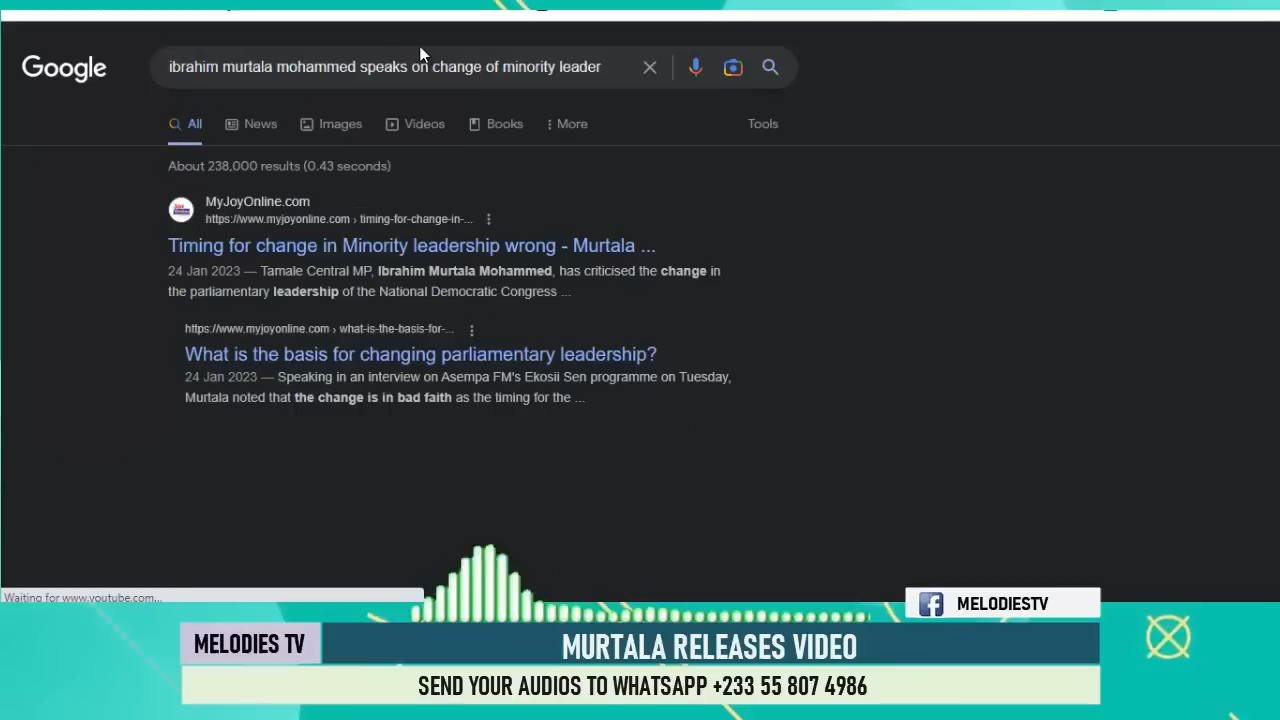 Google
ibrahim murtala mohammed speaks on change of minority leader
All News Images Videos Books More Tools
About 238,000 results (0.43 seconds)
MyJoyOnline.com
https://www.myjoyonline.com › timing-for-change-in-...
Timing for change in Minority leadership wrong - Murtala ...
24 Jan 2023 — Tamale Central MP, Ibrahim Murtala Mohammed, has criticised the change in
the parliamentary leadership of the National Democratic Congress ...
https://www.myjoyonline.com › what-is-the-basis-for-...
What is the basis for changing parliamentary leadership?
24 Jan 2023 — Speaking in an interview on Asempa FM's Ekosii Sen programme on Tuesday,
Murtala noted that the change is in bad faith as the timing for the ...
Waiting for www.youtube.com...
MELODIESTV
MELODIES TV
MURTALA RELEASES VIDEO
SEND YOUR AUDIOS TO WHATSAPP +233 55 807 4986